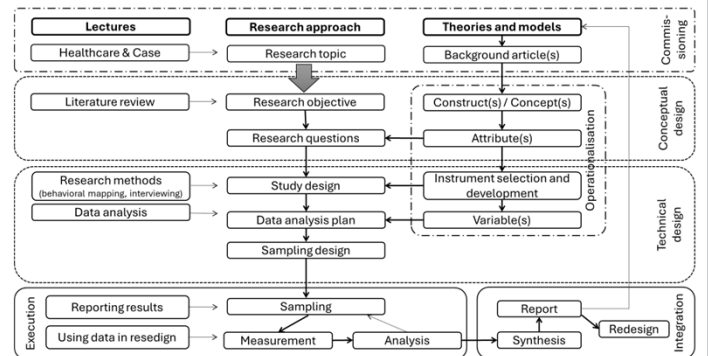 Lectures
Research approach
Theories and models
Commis-
sioning
Healthcare & Case
Research topic
Background article(s)
Literature review
Research objective
Construct(s) / Concept(s)
Conceptual
design
Research questions
Attribute(s)
Operationalisation
Research methods
(behavioral mapping, interviewing)
Study design
Instrument selection and
development
Data analysis
Data analysis plan
Variable(s)
Technical
design
Sampling design
Execution
Reporting results
Sampling
Report
Integration
Using data in resedign
Measurement
Analysis
Synthesis
Redesign